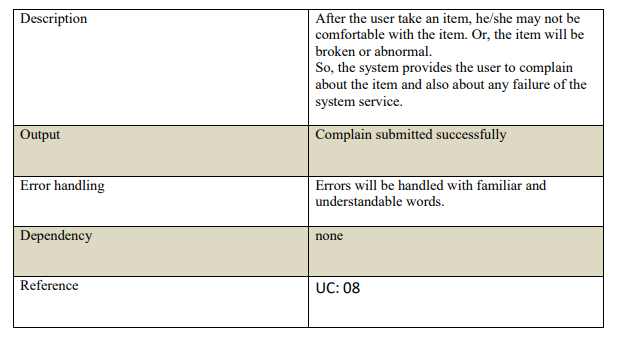 Description
After the user take an item, he/she may not be
comfortable with the item. Or, the item will be
broken or abnormal.
So, the system provides the user to complain
about the item and also about any failure of the
system service.
Output
Complain submitted successfully
Error handling
Errors will be handled with familiar and
understandable words.
Dependency
none
Reference
UC: 08